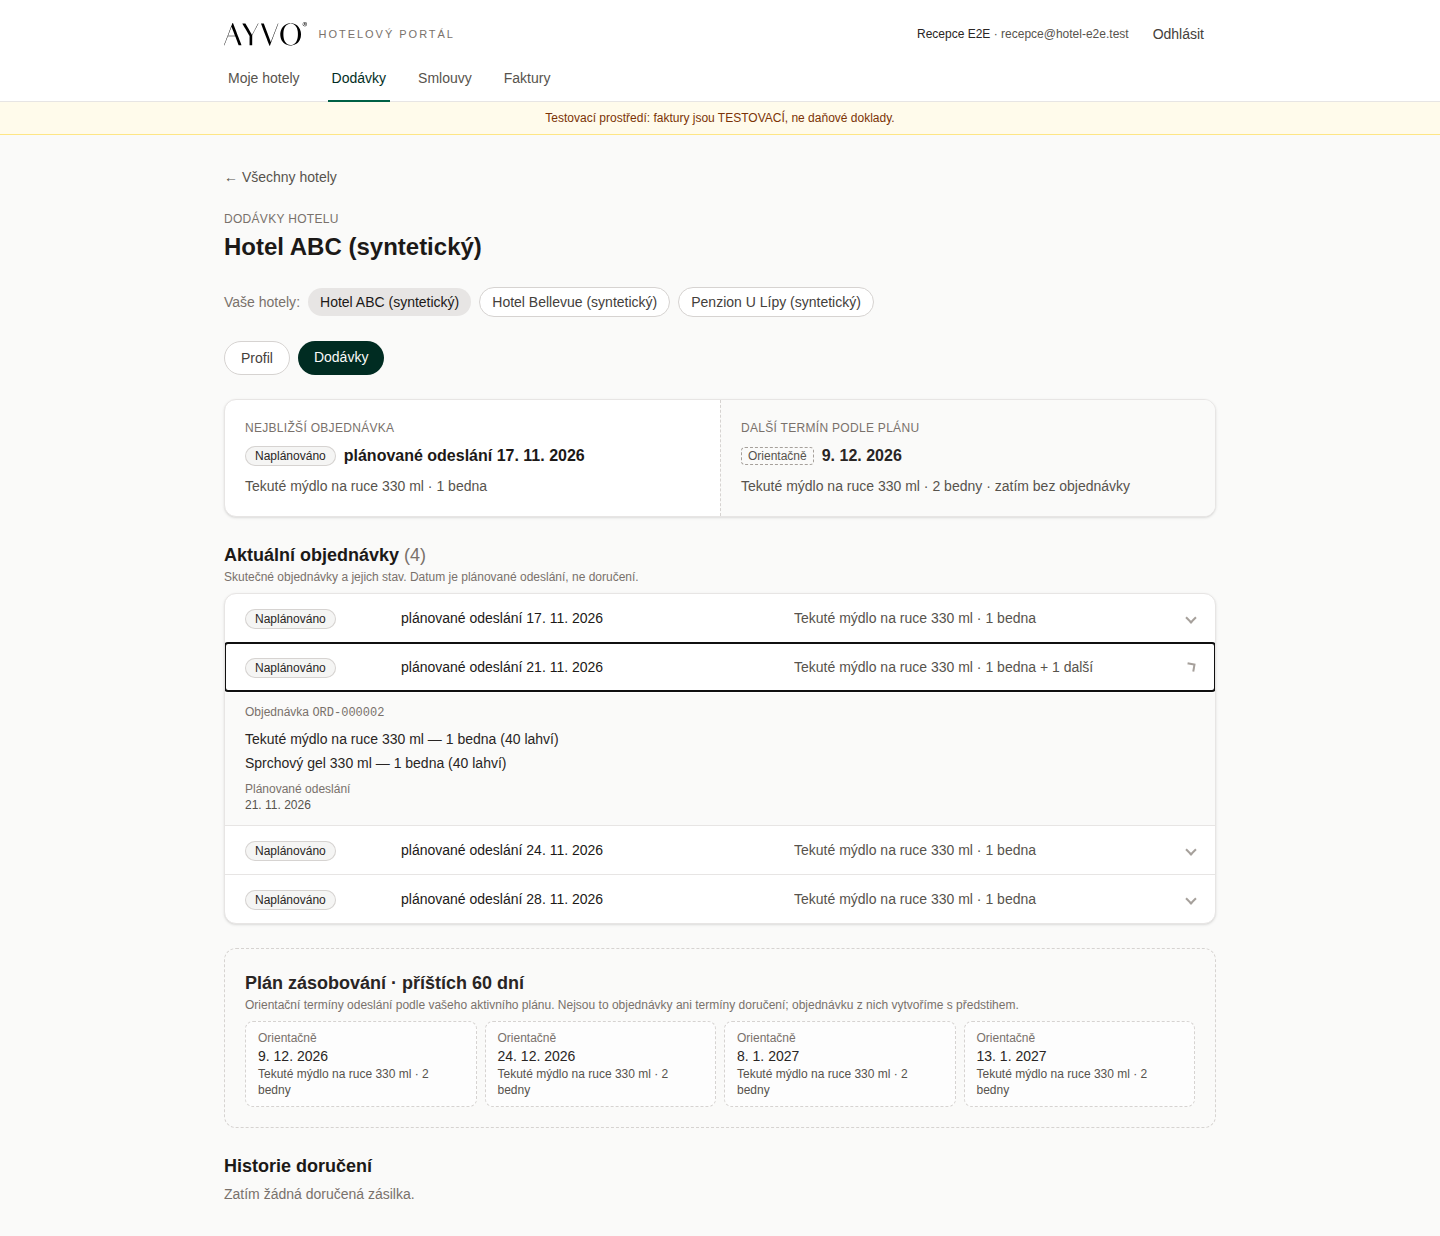 AYVO® HOTELOVÝ PORTÁL
Recepce E2E · recepce@hotel-e2e.test
Odhlásit
Moje hotely
Dodávky
Smlouvy
Faktury
Testovací prostředí: faktury jsou TESTOVACÍ, ne daňové doklady.
← Všechny hotely
DODÁVKY HOTELU
Hotel ABC (syntetický)
Vaše hotely:
Hotel ABC (syntetický)
Hotel Bellevue (syntetický)
Penzion U Lípy (syntetický)
Profil
Dodávky
NEJBLIŽŠÍ OBJEDNÁVKA
Naplánováno plánované odeslání 17. 11. 2026
Tekuté mýdlo na ruce 330 ml · 1 bedna
DALŠÍ TERMÍN PODLE PLÁNU
Orientačně 9. 12. 2026
Tekuté mýdlo na ruce 330 ml · 2 bedny · zatím bez objednávky
Aktuální objednávky (4)
Skutečné objednávky a jejich stav. Datum je plánované odeslání, ne doručení.
Naplánováno plánované odeslání 17. 11. 2026 Tekuté mýdlo na ruce 330 ml · 1 bedna
Naplánováno plánované odeslání 21. 11. 2026 Tekuté mýdlo na ruce 330 ml · 1 bedna + 1 další
Objednávka ORD-000002
Tekuté mýdlo na ruce 330 ml — 1 bedna (40 lahví)
Sprchový gel 330 ml — 1 bedna (40 lahví)
Plánované odeslání
21. 11. 2026
Naplánováno plánované odeslání 24. 11. 2026 Tekuté mýdlo na ruce 330 ml · 1 bedna
Naplánováno plánované odeslání 28. 11. 2026 Tekuté mýdlo na ruce 330 ml · 1 bedna
Plán zásobování · příštích 60 dní
Orientační termíny odeslání podle vašeho aktivního plánu. Nejsou to objednávky ani termíny doručení; objednávku z nich vytvoříme s předstihem.
Orientačně
9. 12. 2026
Tekuté mýdlo na ruce 330 ml · 2
bedny
Orientačně
24. 12. 2026
Tekuté mýdlo na ruce 330 ml · 2
bedny
Orientačně
8. 1. 2027
Tekuté mýdlo na ruce 330 ml · 2
bedny
Orientačně
13. 1. 2027
Tekuté mýdlo na ruce 330 ml · 2
bedny
Historie doručení
Zatím žádná doručená zásilka.